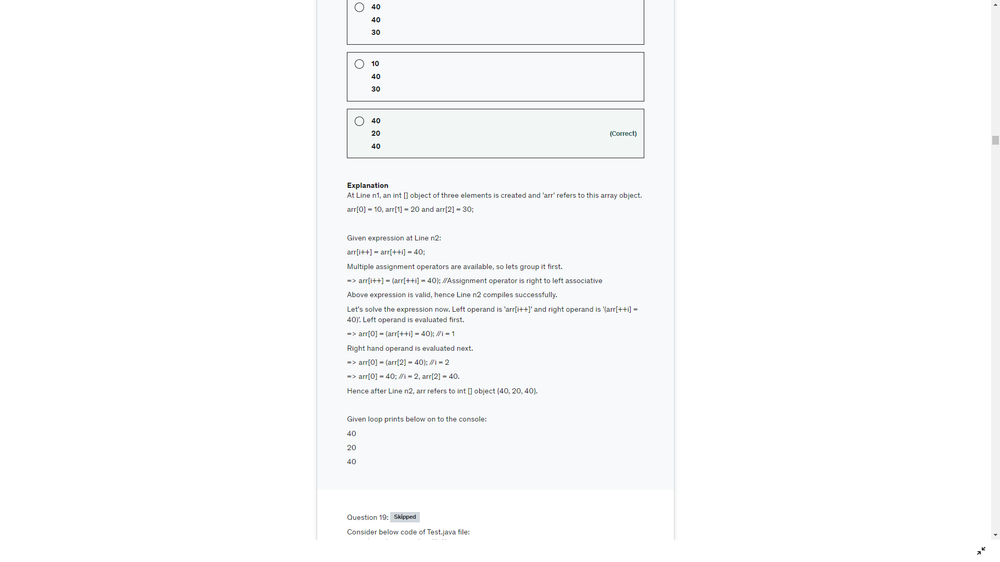 40
40
30
10
40
30
40
20
(Correct)
40
Explanation
At Line n1, an int [] object of three elements is created and 'arr' refers to this array object.
arr[0] = 10, arr[1] = 20 and arr[2] = 30;
Given expression at Line n2:
arr[i++] = arr[++i] = 40;
Multiple assignment operators are available, so lets group it first.
=> arr[i++] = (arr[++i] = 40); //Assignment operator is right to left associative
Above expression is valid, hence Line n2 compiles successfully.
Let's solve the expression now. Left operand is 'arr[i++]' and right operand is '(arr[++i] =
40)'. Left operand is evaluated first.
=> arr[0] = (arr[++i] = 40); //i = 1
Right hand operand is evaluated next.
=> arr[0] = (arr[2] = 40); //i = 2
=> arr[0] = 40; //i = 2, arr[2] = 40.
Hence after Line n2, arr refers to int [] object {40, 20, 40}.
Given loop prints below on to the console:
40
20
40
Question 19: Skipped
Consider below code of Test.java file: